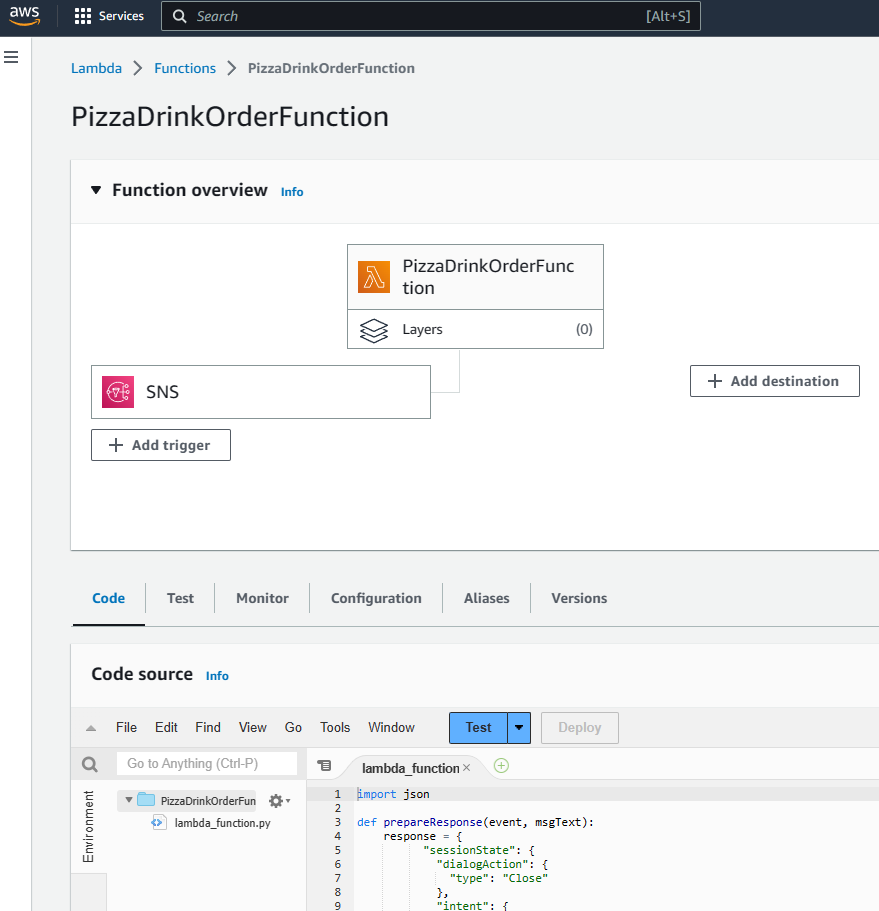 aws Services Search [Alt+S]
Lambda > Functions > PizzaDrinkOrderFunction
PizzaDrinkOrderFunction
Function overview Info
PizzaDrinkOrderFunc
tion
Layers (0)
SNS
Add destination
Add trigger
Code Test Monitor Configuration Aliases Versions
Code source Info
File Edit Find View Go Tools Window Test Deploy
Go to Anything (Ctrl-P)
lambda_function
Environment
PizzaDrinkOrderFun
lambda_function.py
1 import json
2
3 def prepareResponse(event, msgText):
4 response = {
5 "sessionState": {
6 "dialogAction": {
7 "type": "Close"
8 },
9 "intent": {